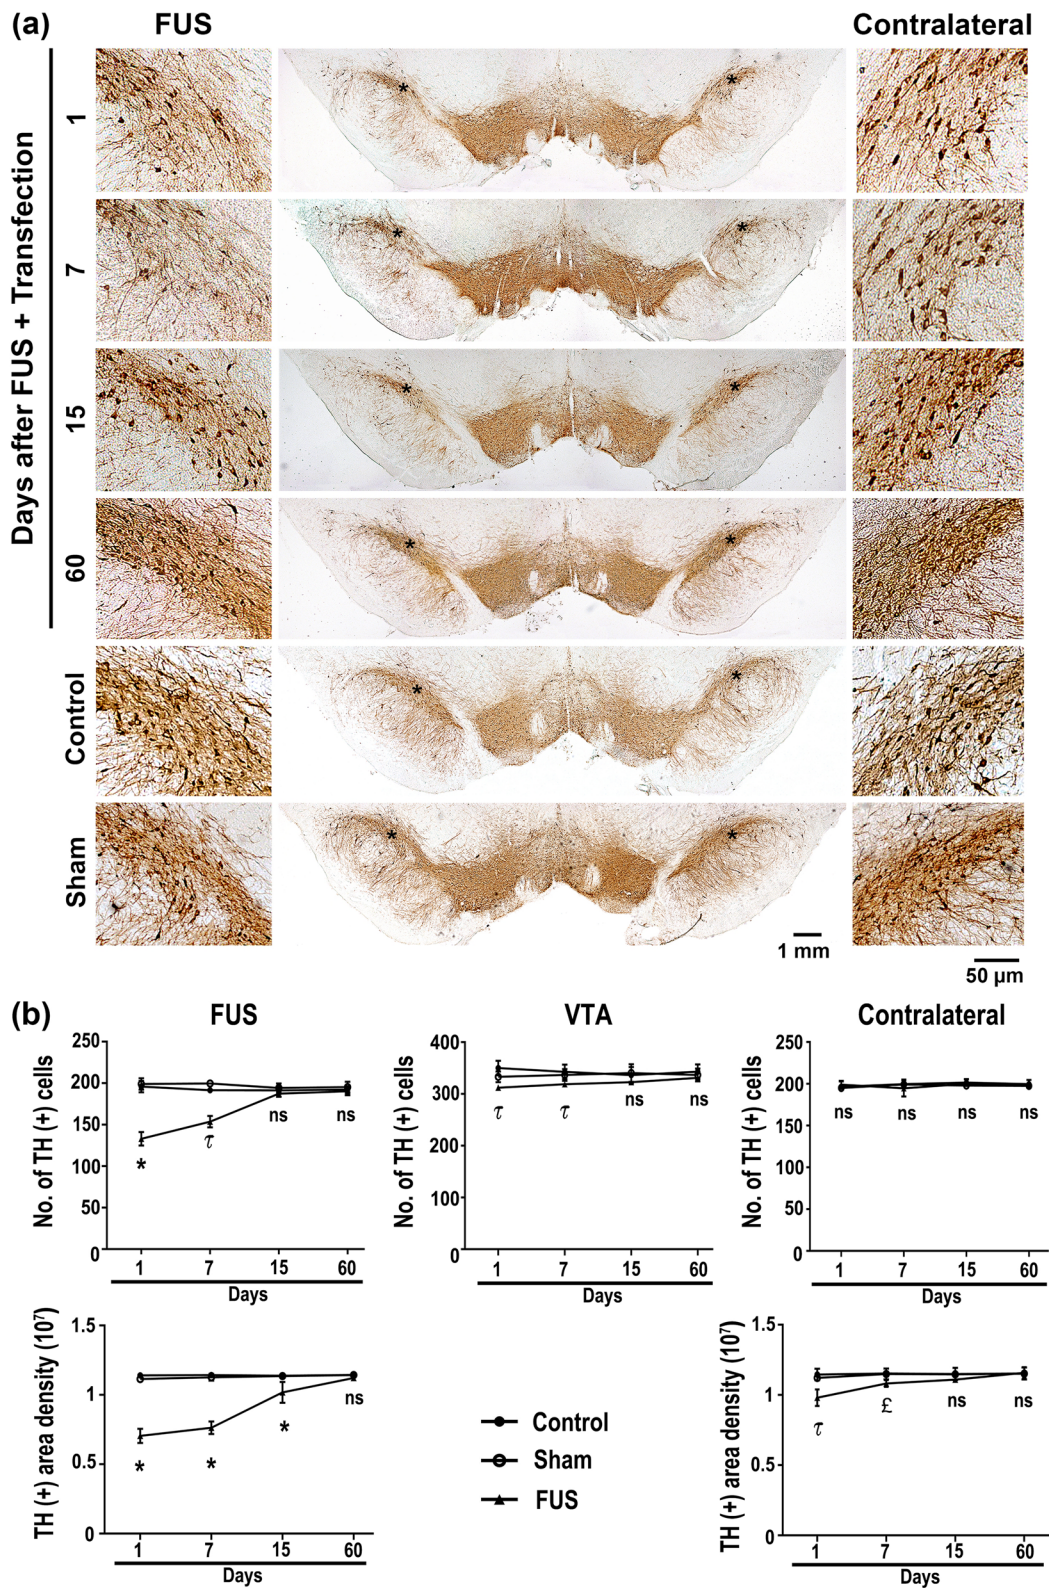 (a)
FUS
Contralateral
Days after FUS + Transfection
1
*
*
7
*
*
15
*
*
60
*
*
Control
*
*
Sham
*
*
1 mm
50 μm
(b)
FUS
No. of TH (+) cells
250
200
150
100
50
0
*
τ
ns
ns
1 7 15 60
Days
VTA
No. of TH (+) cells
400
300
200
100
0
τ
τ
ns
ns
1 7 15 60
Days
Contralateral
No. of TH (+) cells
250
200
150
100
50
0
ns
ns
ns
ns
1 7 15 60
Days
TH (+) area density (10⁷)
1.5
1
0.5
0
*
*
*
ns
1 7 15 60
Days
Control
Sham
FUS
TH (+) area density (10⁷)
1.5
1
0.5
0
τ
£
ns
ns
1 7 15 60
Days